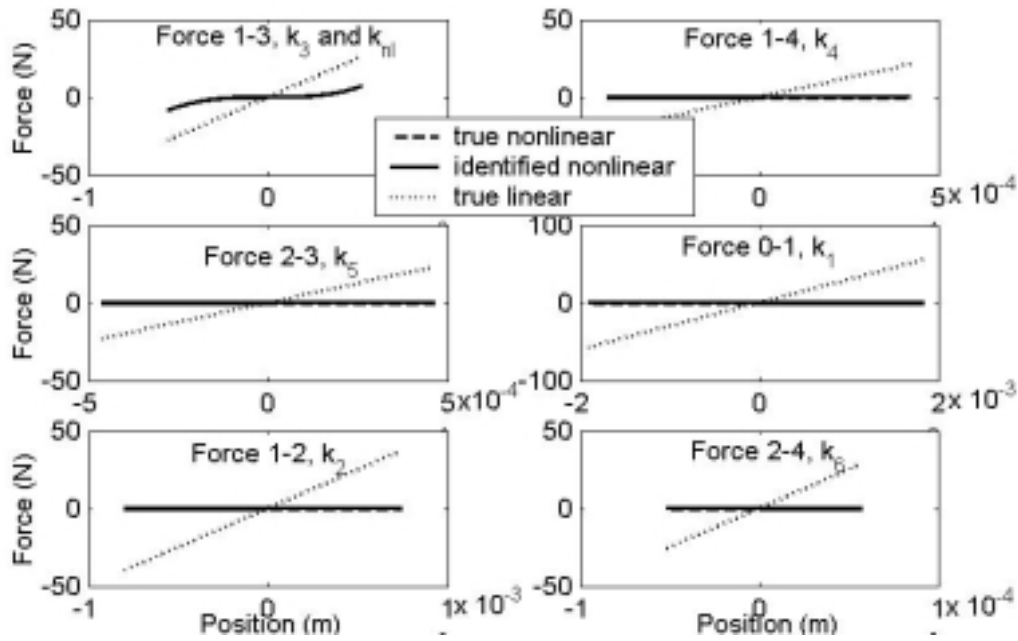 50
Force (N)
0
-50
Force 1-3, k3 and knl
-1
0
50
0
Force 1-4, k4
0
5x 10-4
true nonlinear
identified nonlinear
true linear
50
Force (N)
0
-50
Force 2-3, k5
-5
0
5x10-4
100
0
-100
Force 0-1, k1
-2
0
2x 10-3
50
Force (N)
0
-50
Force 1-2, k2
-1
0
1x 10-3
Position (m)
50
0
-50
Force 2-4, k6
-1
0
1x 10-4
Position (m)